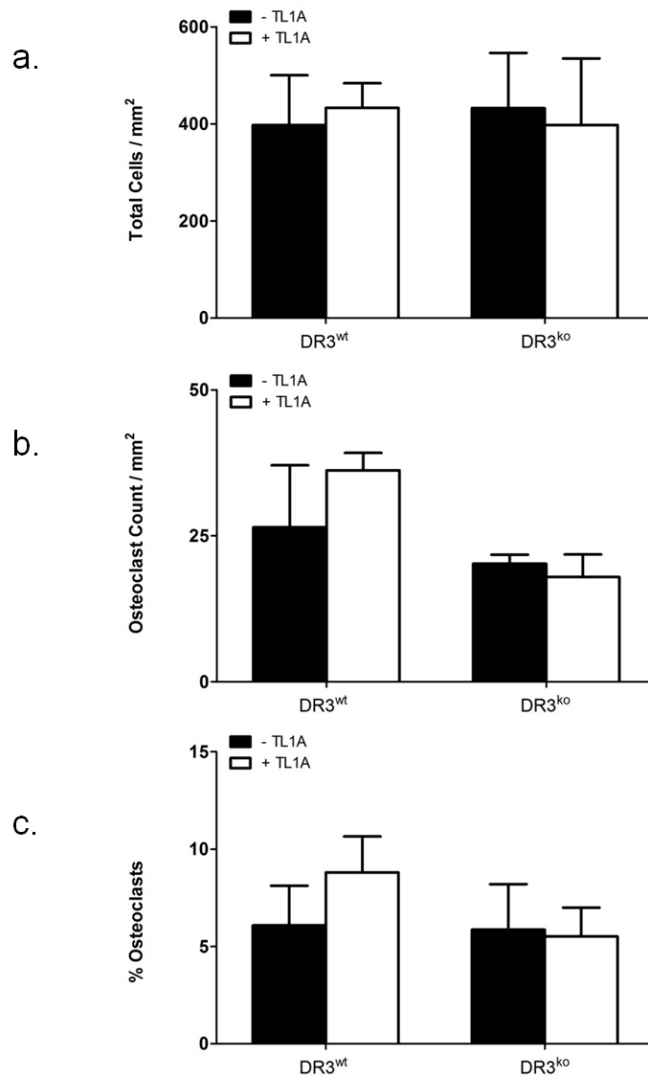 a.
- TL1A
+ TL1A
Total Cells / mm²
600
400
200
0
DR3ʷᵗ
DR3ᵏᵒ
b.
- TL1A
+ TL1A
Osteoclast Count / mm²
50
25
0
DR3ʷᵗ
DR3ᵏᵒ
c.
- TL1A
+ TL1A
% Osteoclasts
15
10
5
0
DR3ʷᵗ
DR3ᵏᵒ